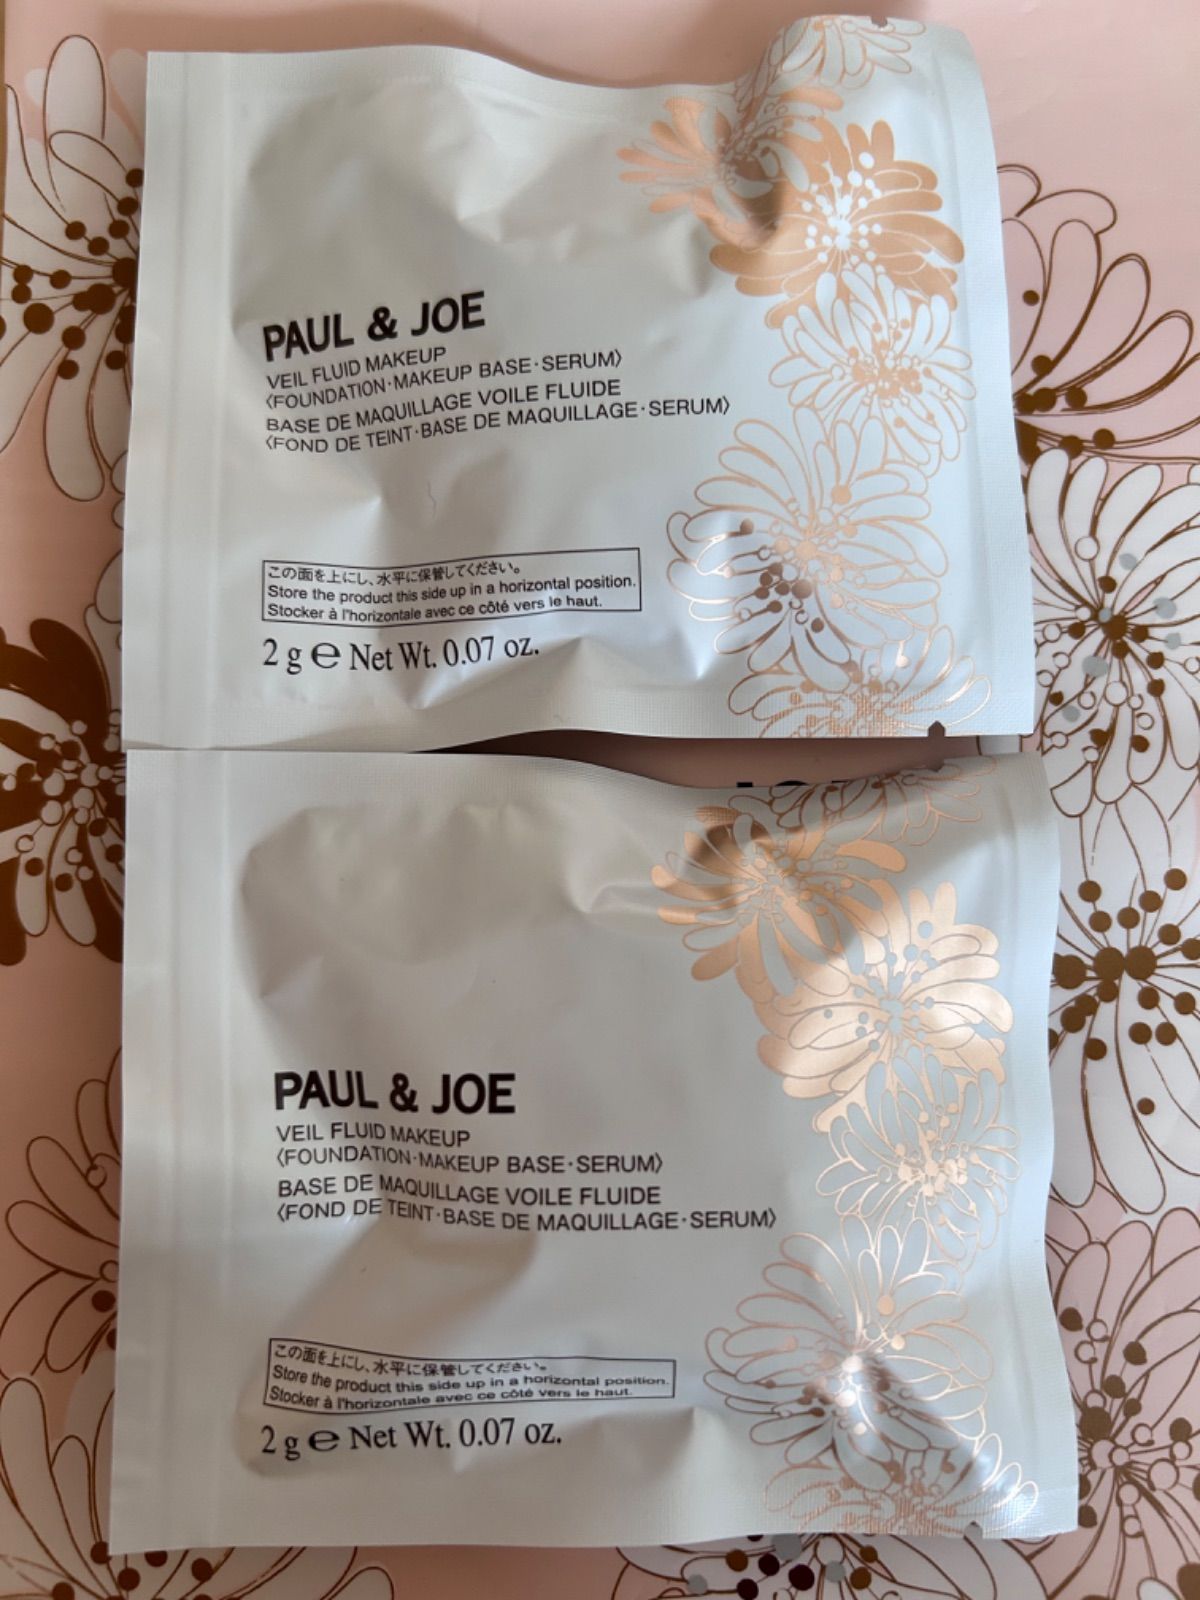 PAUL & JOE
VEIL FLUID MAKEUP
〈FOUNDATION・MAKEUP BASE・SERUM〉
BASE DE MAQUILLAGE VOILE FLUIDE
〈FOND DE TEINT・BASE DE MAQUILLAGE・SERUM〉
この面を上にし、水平に保管してください。
Store the product this side up in a horizontal position.
Stocker à l'horizontale avec ce côté vers le haut.
2 g ℮ Net Wt. 0.07 oz.
PAUL & JOE
VEIL FLUID MAKEUP
〈FOUNDATION・MAKEUP BASE・SERUM〉
BASE DE MAQUILLAGE VOILE FLUIDE
〈FOND DE TEINT・BASE DE MAQUILLAGE・SERUM〉
この面を上にし、水平に保管してください。
Store the product this side up in a horizontal position.
Stocker à l'horizontale avec ce côté vers le haut.
2 g ℮ Net Wt. 0.07 oz.